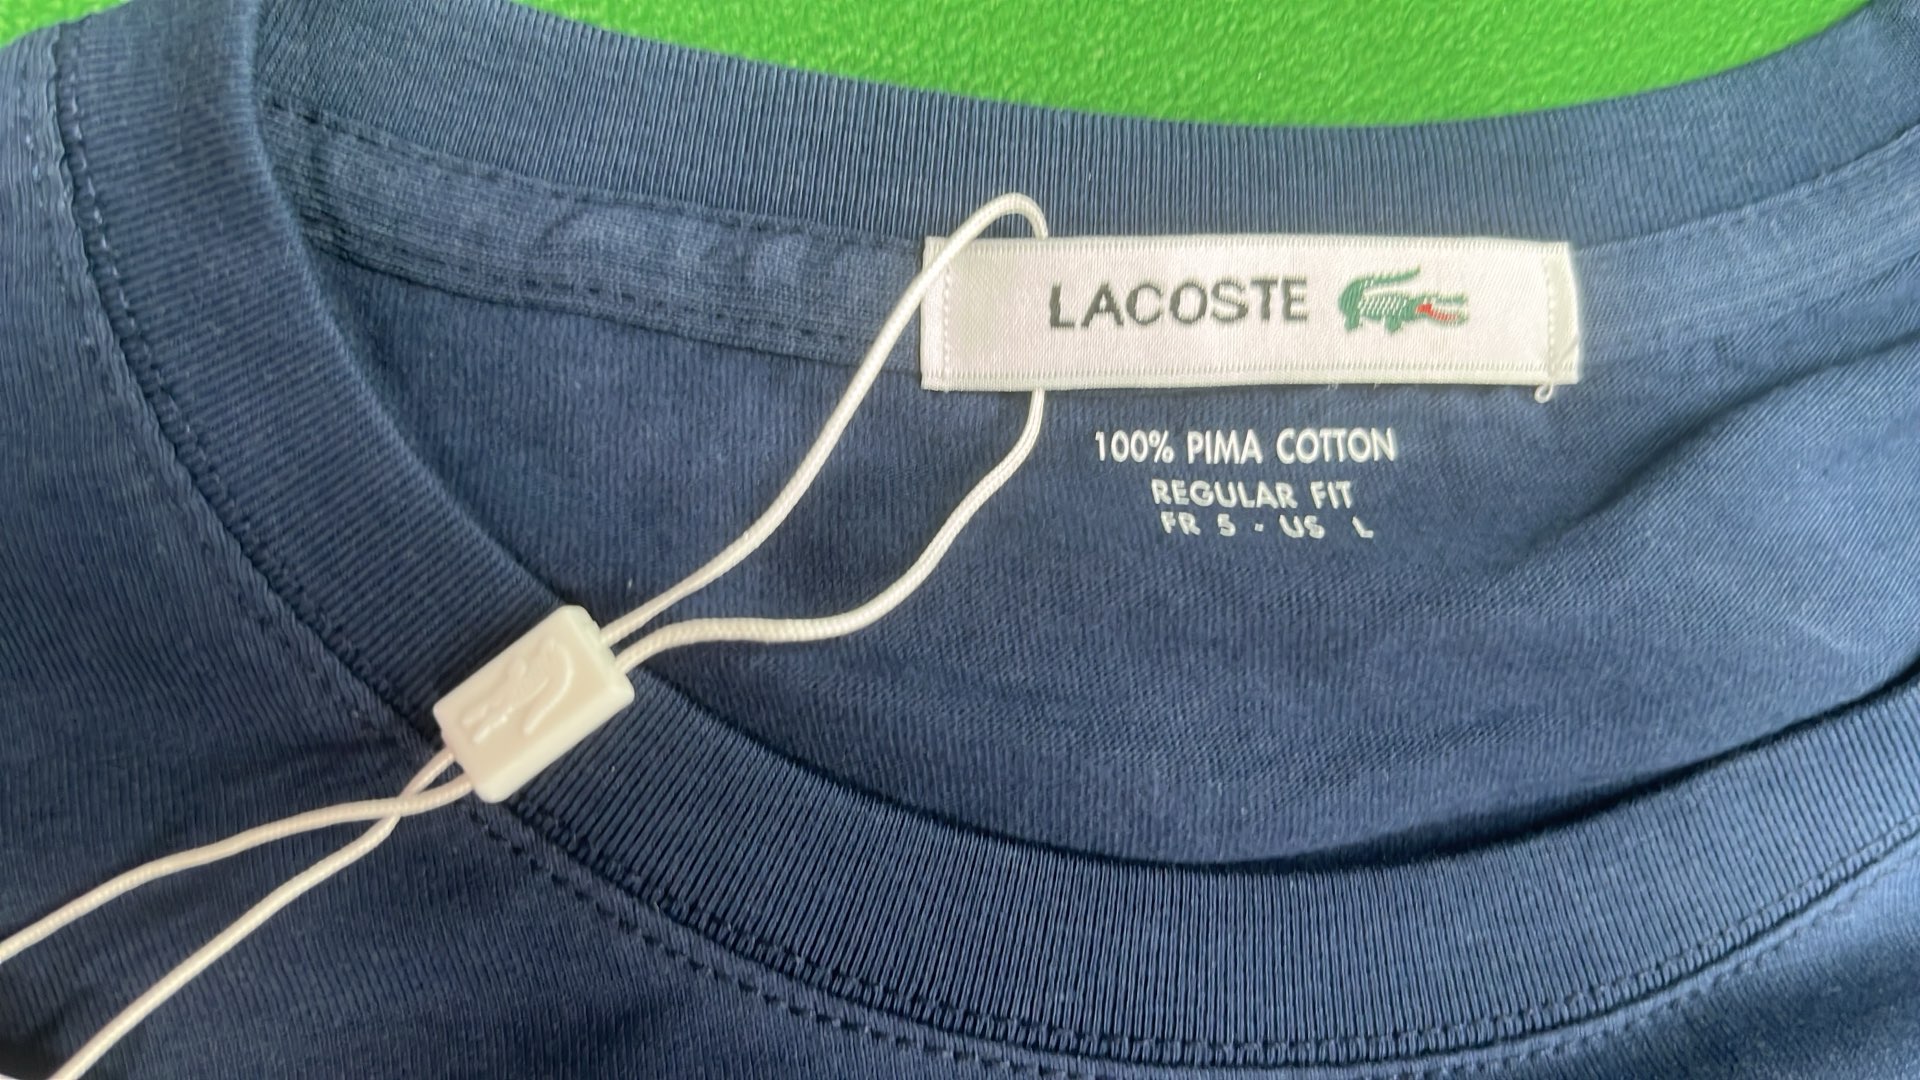 LACOSTE
100% PIMA COTTON
REGULAR FIT
FR 5 - US L